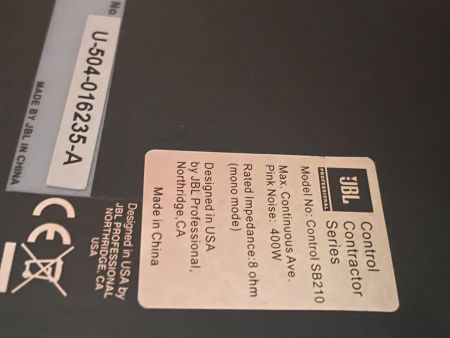 No
U-504-016235-A
MADE BY JBL IN CHINA
JBL
PROFESSIONAL
Control
Contractor
Series
Model No: Control SB210
Max. Continuous Ave.
Pink Noise: 400W
Rated Impedance:8 ohm
(mono mode)
Designed in USA
by JBL Professional,
Northridge,CA
Made in China
CE
Designed in USA by
JBL PROFESSIONAL
NORTHRIDGE, CA
USA